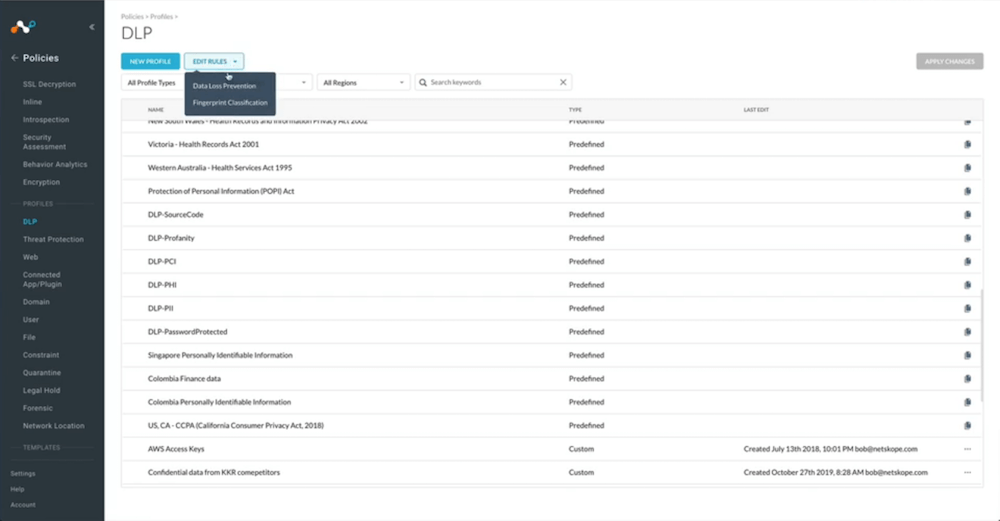 Policies > Profiles >
DLP
Policies
SSL Decryption
Inline
Introspection
Security
Assessment
Behavior Analytics
Encryption
PROFILES
DLP
Threat Protection
Web
Connected
App/Plugin
Domain
User
File
Constraint
Quarantine
Legal Hold
Forensic
Network Location
TEMPLATES
Settings
Help
Account
NEW PROFILE
EDIT RULES
APPLY CHANGES
Data Loss Prevention
Fingerprint Classification
All Profile Types
All Regions
Search keywords
NAME TYPE LAST EDIT
New South Wales - Health Records and Information Privacy Act 2002 Predefined
Victoria - Health Records Act 2001 Predefined
Western Australia - Health Services Act 1995 Predefined
Protection of Personal Information (POPI) Act Predefined
DLP-SourceCode Predefined
DLP-Profanity Predefined
DLP-PCI Predefined
DLP-PHI Predefined
DLP-PII Predefined
DLP-PasswordProtected Predefined
Singapore Personally Identifiable Information Predefined
Colombia Finance data Predefined
Colombia Personally Identifiable Information Predefined
US, CA - CCPA (California Consumer Privacy Act, 2018) Predefined
AWS Access Keys Custom Created July 13th 2018, 10:01 PM bob@netskope.com
Confidential data from KKR comepetitors Custom Created October 27th 2019, 8:28 AM bob@netskope.com